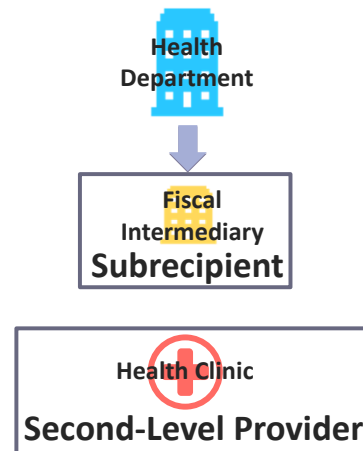 Health
Department
Fiscal
Intermediary
Subrecipient
Health Clinic
Second-Level Provider